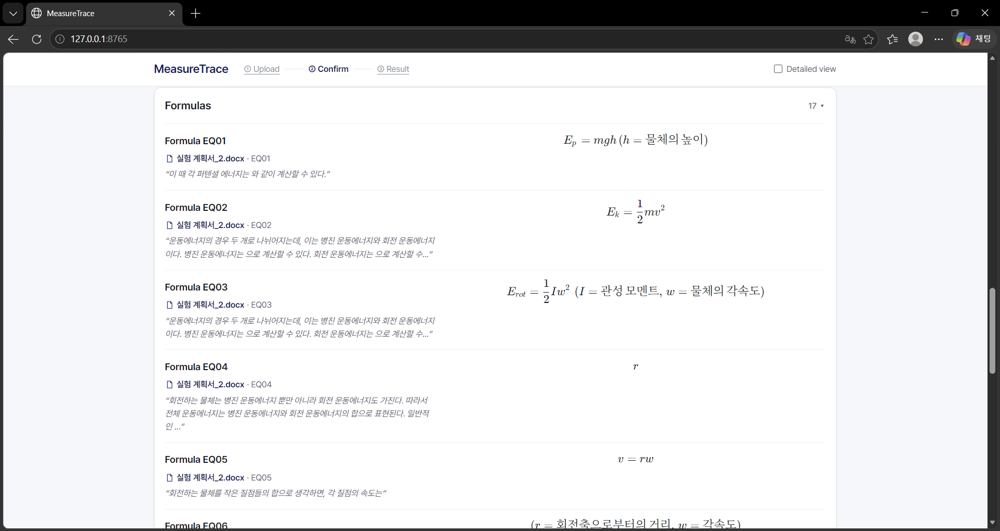 MeasureTrace
127.0.0.1:8765
채팅
MeasureTrace
① Upload
② Confirm
③ Result
Detailed view
Formulas
17
Formula EQ01
실험 계획서_2.docx · EQ01
“이 때 각 퍼텐셜 에너지는 와 같이 계산할 수 있다.”
E_p = mgh (h = 물체의 높이)
Formula EQ02
실험 계획서_2.docx · EQ02
“운동에너지의 경우 두 개로 나뉘어지는데, 이는 병진 운동에너지와 회전 운동에너지
이다. 병진 운동에너지는 으로 계산할 수 있다. 회전 운동에너지는 으로 계산할 수...”
E_k = 1/2 mv²
Formula EQ03
실험 계획서_2.docx · EQ03
“운동에너지의 경우 두 개로 나뉘어지는데, 이는 병진 운동에너지와 회전 운동에너지
이다. 병진 운동에너지는 으로 계산할 수 있다. 회전 운동에너지는 으로 계산할 수...”
E_rot = 1/2 Iw² (I = 관성 모멘트, w = 물체의 각속도)
Formula EQ04
실험 계획서_2.docx · EQ04
“회전하는 물체는 병진 운동에너지 뿐만 아니라 회전 운동에너지도 가진다. 따라서
전체 운동에너지는 병진 운동에너지와 회전 운동에너지의 합으로 표현된다. 일반적
인 ...”
r
Formula EQ05
실험 계획서_2.docx · EQ05
“회전하는 물체를 작은 질점들의 합으로 생각하면, 각 질점의 속도는”
v = rw
Formula EQ06
(r = 회전축으로부터의 거리, w = 각속도)